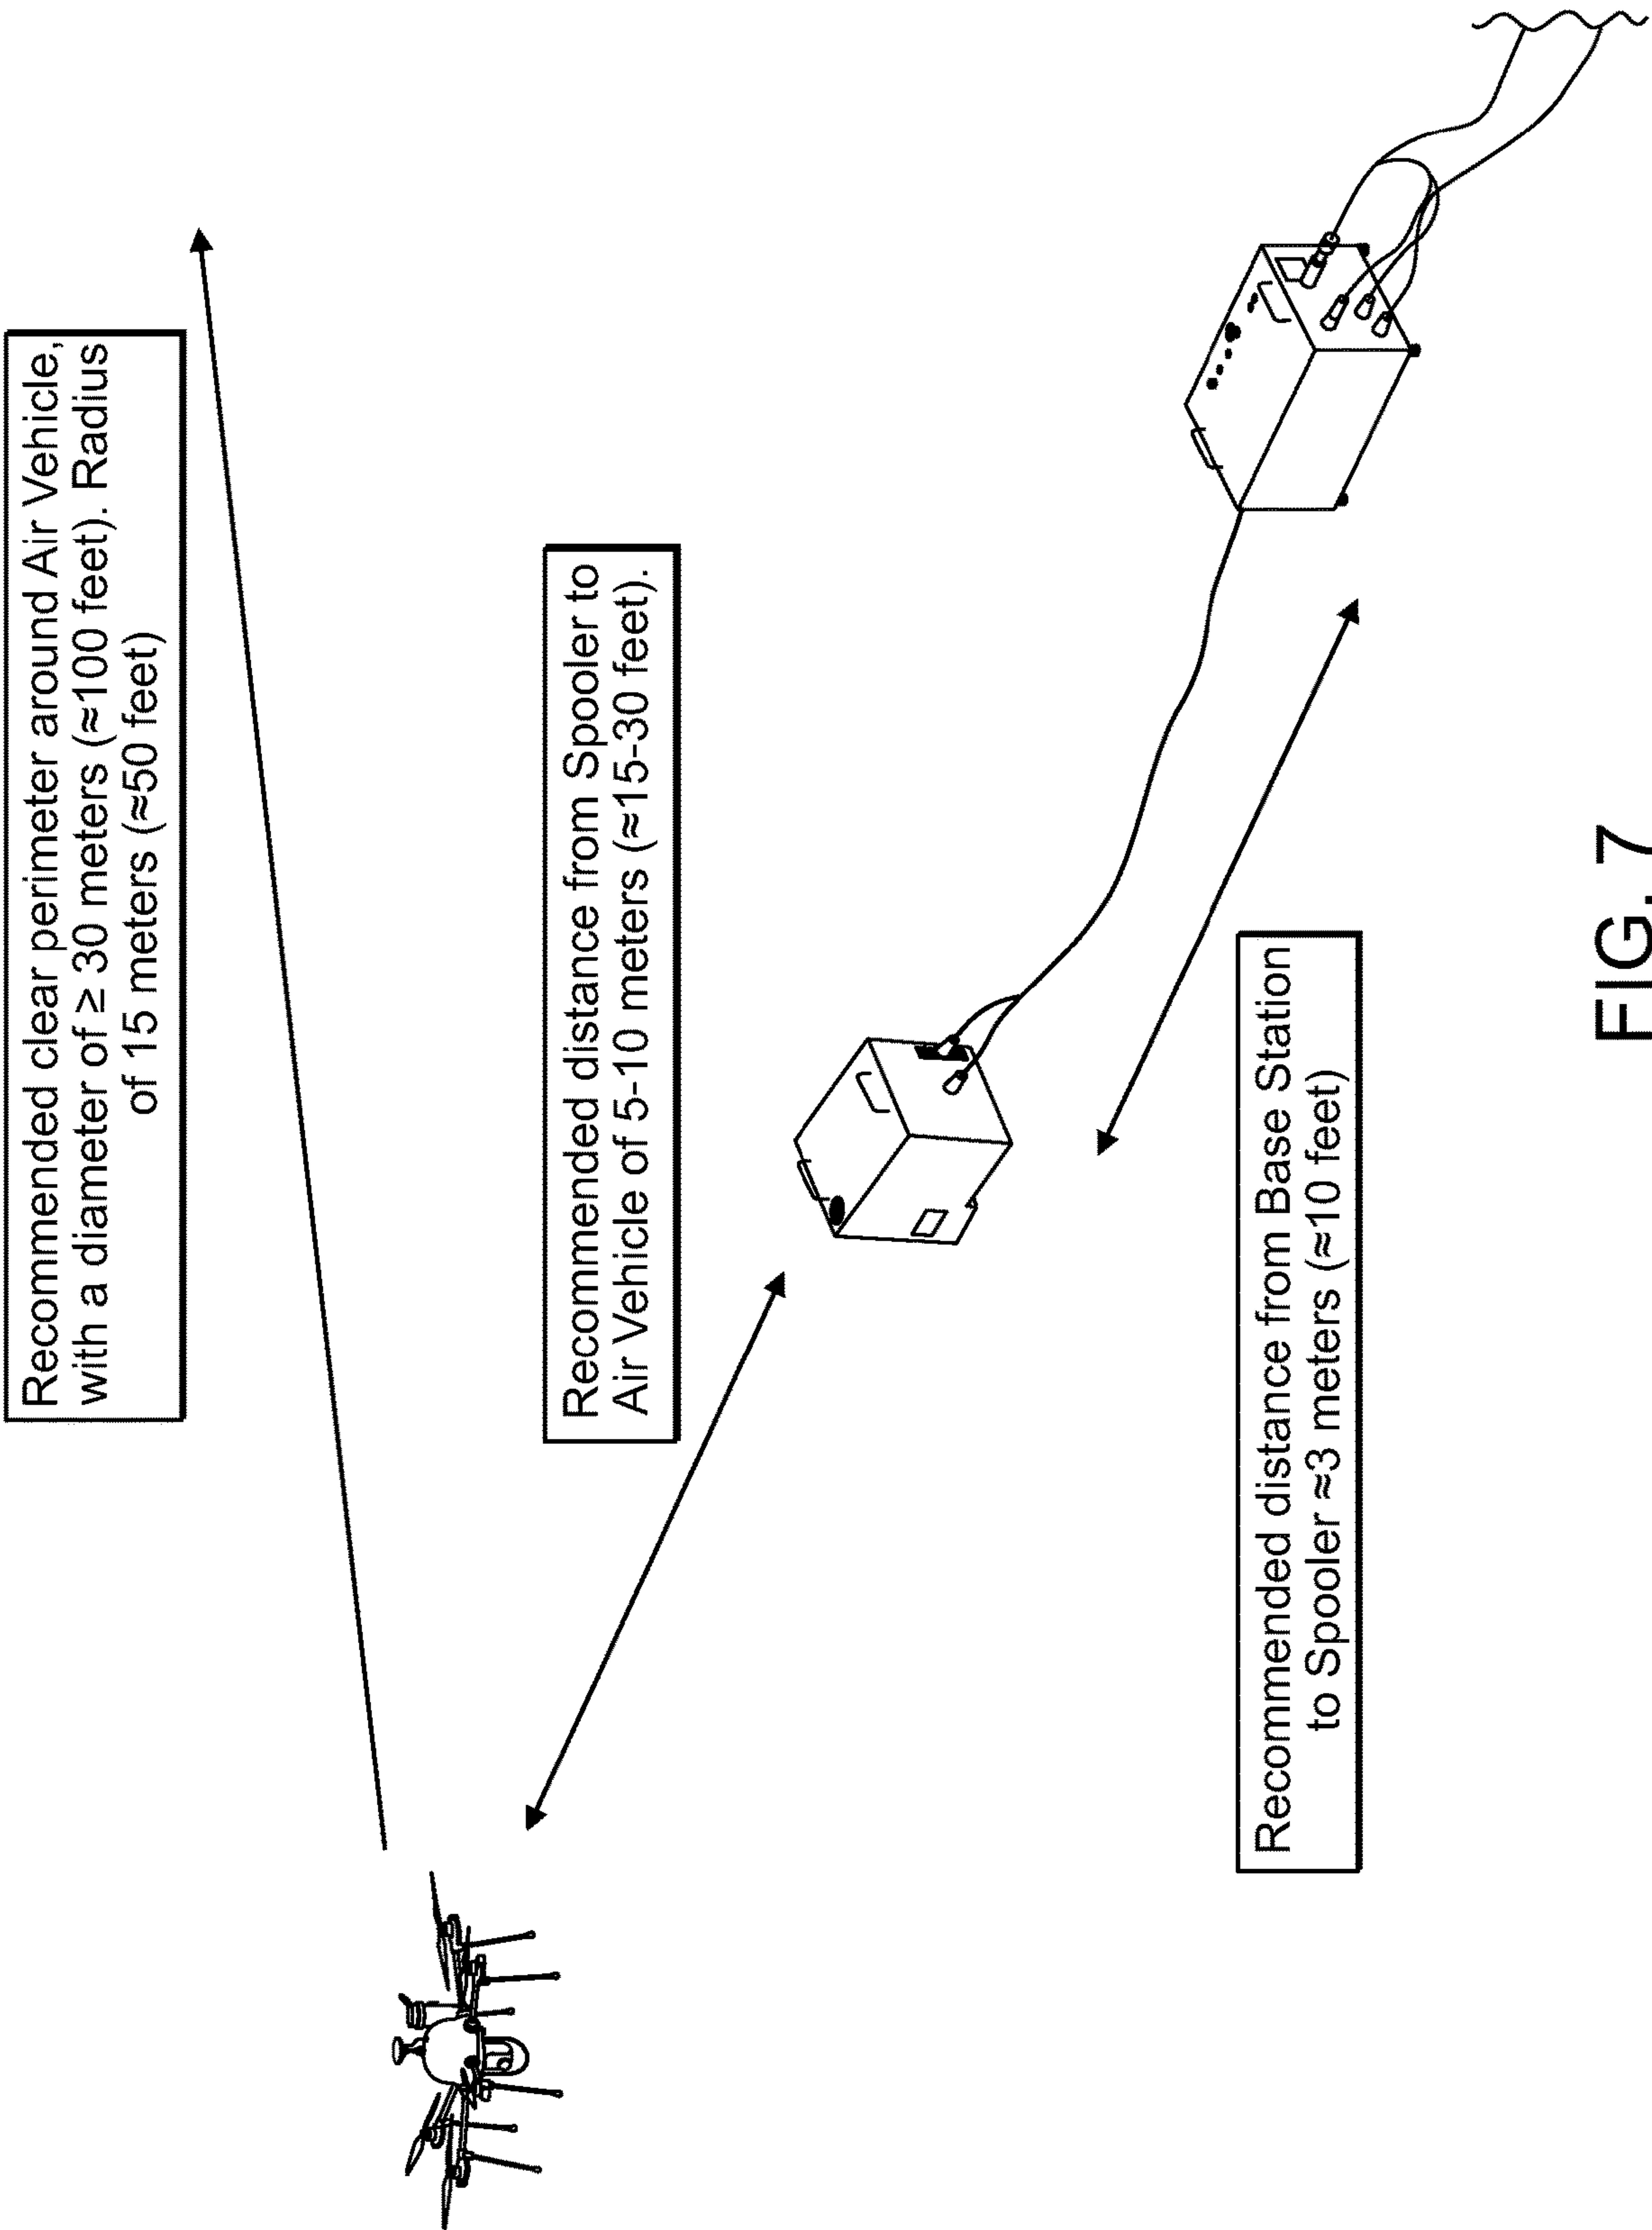 Recommended clear perimeter around Air Vehicle,
with a diameter of ≥ 30 meters (≈100 feet). Radius
of 15 meters (≈50 feet)
Recommended distance from Spooler to
Air Vehicle of 5-10 meters (≈15-30 feet).
Recommended distance from Base Station
to Spooler ≈3 meters (≈10 feet)
FIG. 7